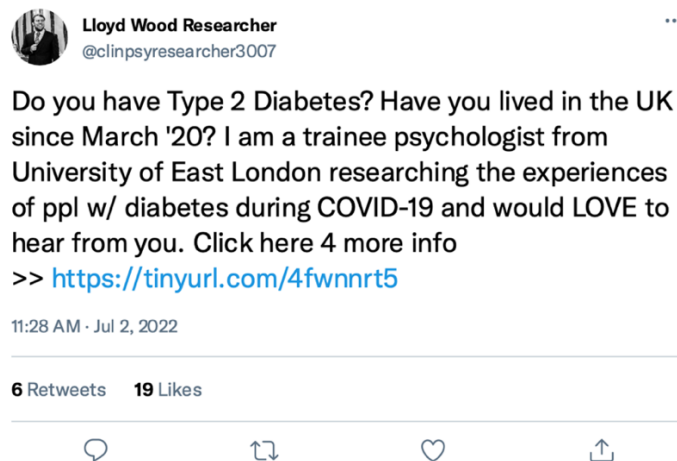 Lloyd Wood Researcher
@clinpsyresearcher3007
Do you have Type 2 Diabetes? Have you lived in the UK
since March '20? I am a trainee psychologist from
University of East London researching the experiences
of ppl w/ diabetes during COVID-19 and would LOVE to
hear from you. Click here 4 more info
>> https://tinyurl.com/4fwnnrt5
11:28 AM · Jul 2, 2022
6 Retweets 19 Likes